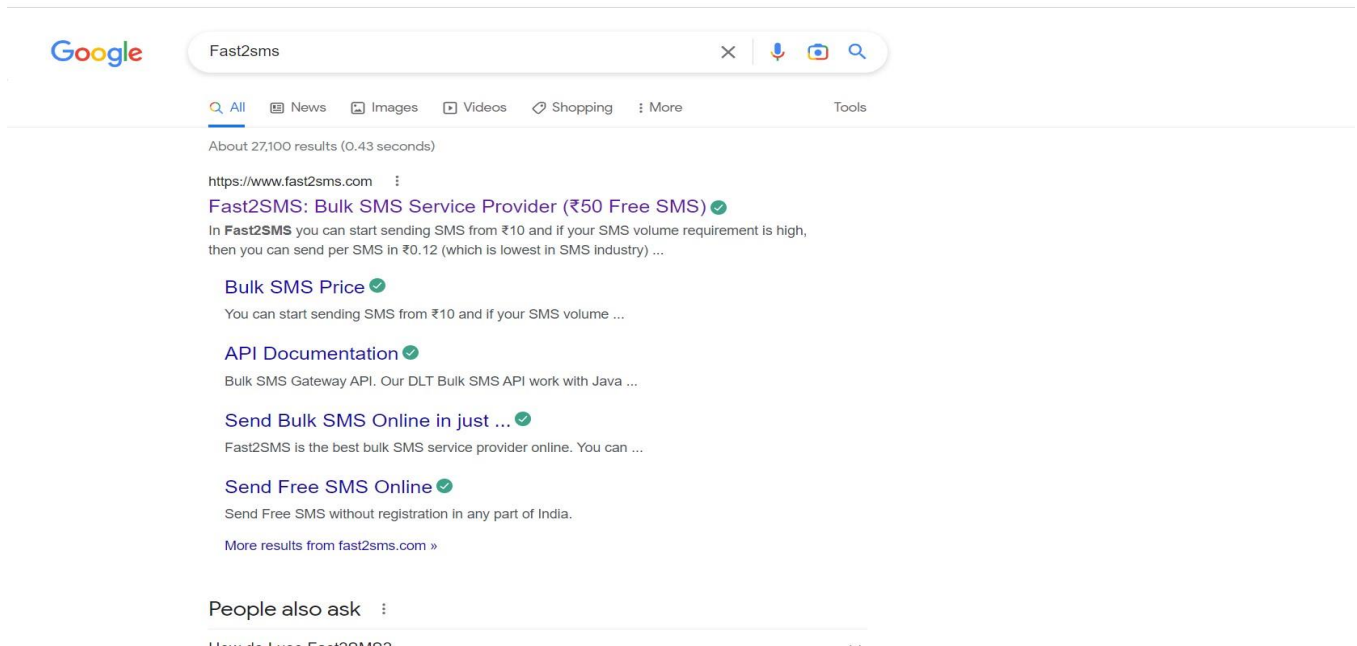 Google
Fast2sms
All News Images Videos Shopping More Tools
About 27,100 results (0.43 seconds)
https://www.fast2sms.com
Fast2SMS: Bulk SMS Service Provider (₹50 Free SMS)
In Fast2SMS you can start sending SMS from ₹10 and if your SMS volume requirement is high,
then you can send per SMS in ₹0.12 (which is lowest in SMS industry) ...
Bulk SMS Price
You can start sending SMS from ₹10 and if your SMS volume ...
API Documentation
Bulk SMS Gateway API. Our DLT Bulk SMS API work with Java ...
Send Bulk SMS Online in just ...
Fast2SMS is the best bulk SMS service provider online. You can ...
Send Free SMS Online
Send Free SMS without registration in any part of India.
More results from fast2sms.com »
People also ask
How do I use Fast2SMS?